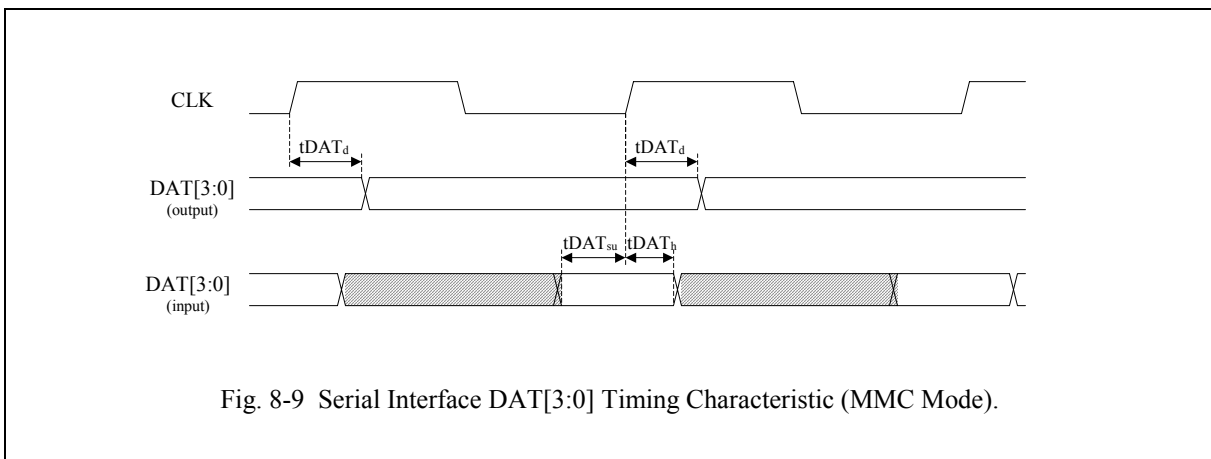 CLK
tDATd tDATd
DAT[3:0]
(output)
tDATsu tDATh
DAT[3:0]
(input)
Fig. 8-9 Serial Interface DAT[3:0] Timing Characteristic (MMC Mode).